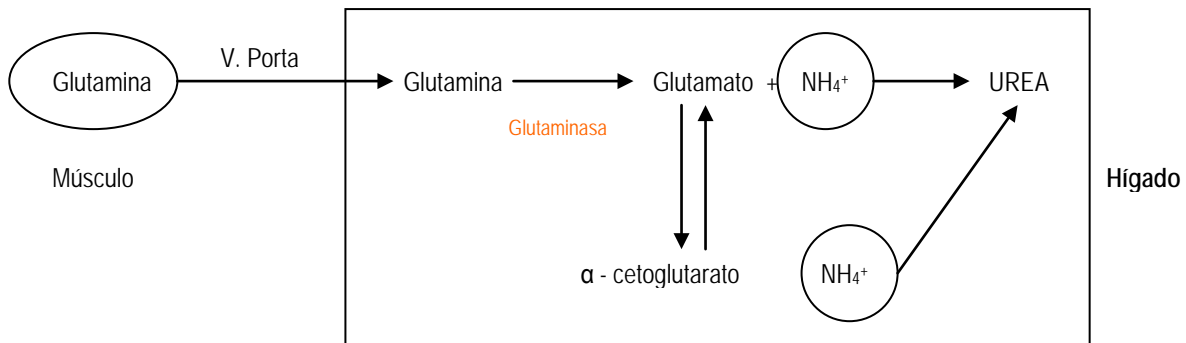 V. Porta
Glutamina
Glutamina
Glutamato + NH₄⁺
UREA
Glutaminasa
Músculo
Hígado
α - cetoglutarato
NH₄⁺